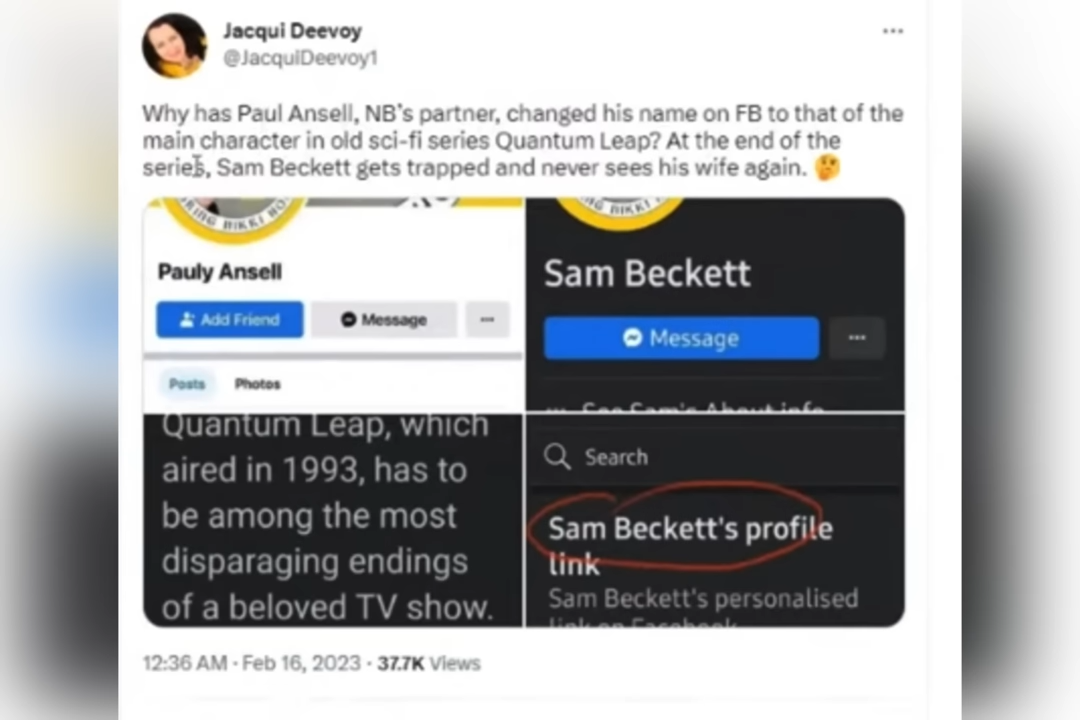 Jacqui Deevoy
@JacquiDeevoy1
Why has Paul Ansell, NB's partner, changed his name on FB to that of the
main character in old sci-fi series Quantum Leap? At the end of the
series, Sam Beckett gets trapped and never sees his wife again. 🤔
Pauly Ansell
Add Friend
Message
Posts
Photos
Sam Beckett
Message
See Sam's About info
Quantum Leap, which
aired in 1993, has to
be among the most
disparaging endings
of a beloved TV show.
Search
Sam Beckett's profile
link
Sam Beckett's personalised
link on Facebook
12:36 AM · Feb 16, 2023 · 37.7K Views